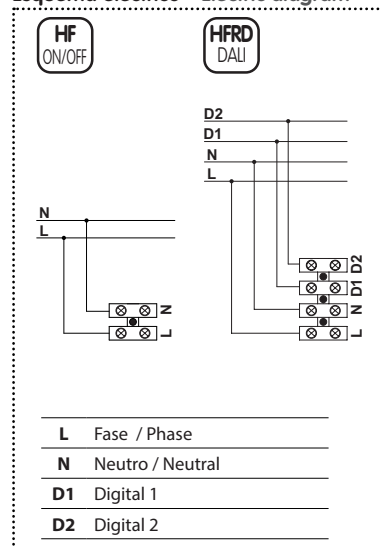 Esquema eléctrico Electric diagram
HF
ON/OFF
HFRD
DALI
D2
D1
N
L
N
L
N
L
D2
D1
N
L
L Fase / Phase
N Neutro / Neutral
D1 Digital 1
D2 Digital 2